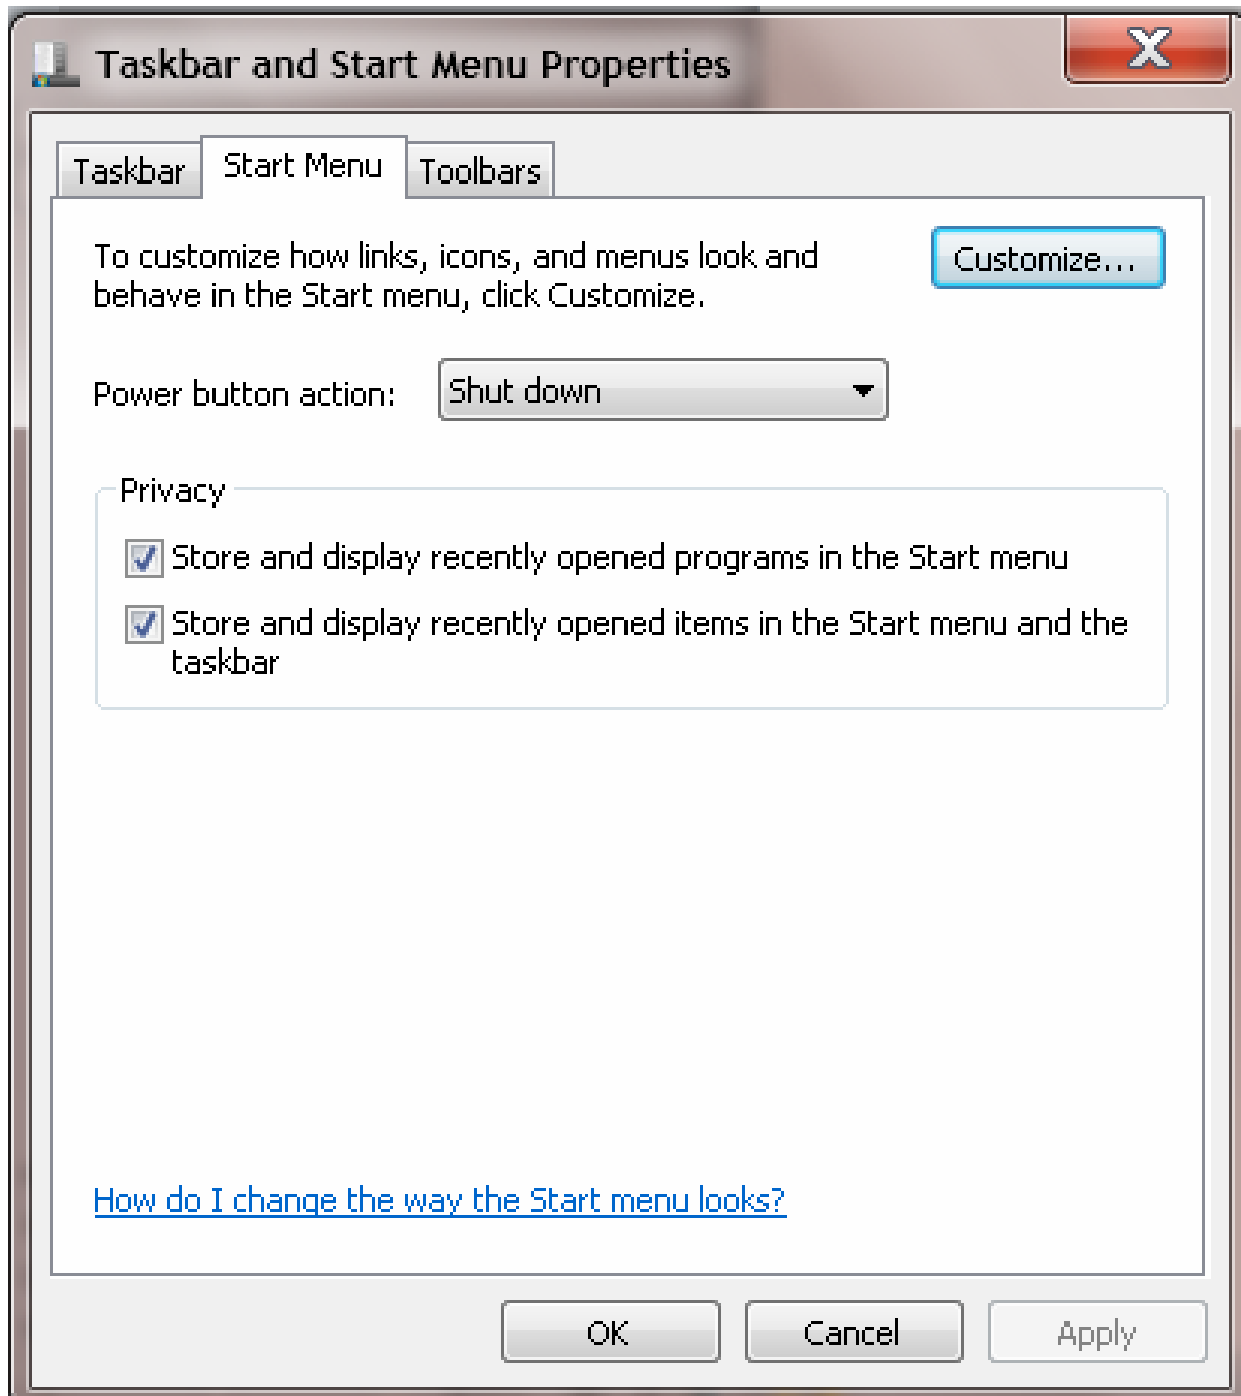 Taskbar and Start Menu Properties
Taskbar
Start Menu
Toolbars
To customize how links, icons, and menus look and
behave in the Start menu, click Customize.
Customize...
Power button action:
Shut down
Privacy
Store and display recently opened programs in the Start menu
Store and display recently opened items in the Start menu and the
taskbar
How do I change the way the Start menu looks?
OK
Cancel
Apply